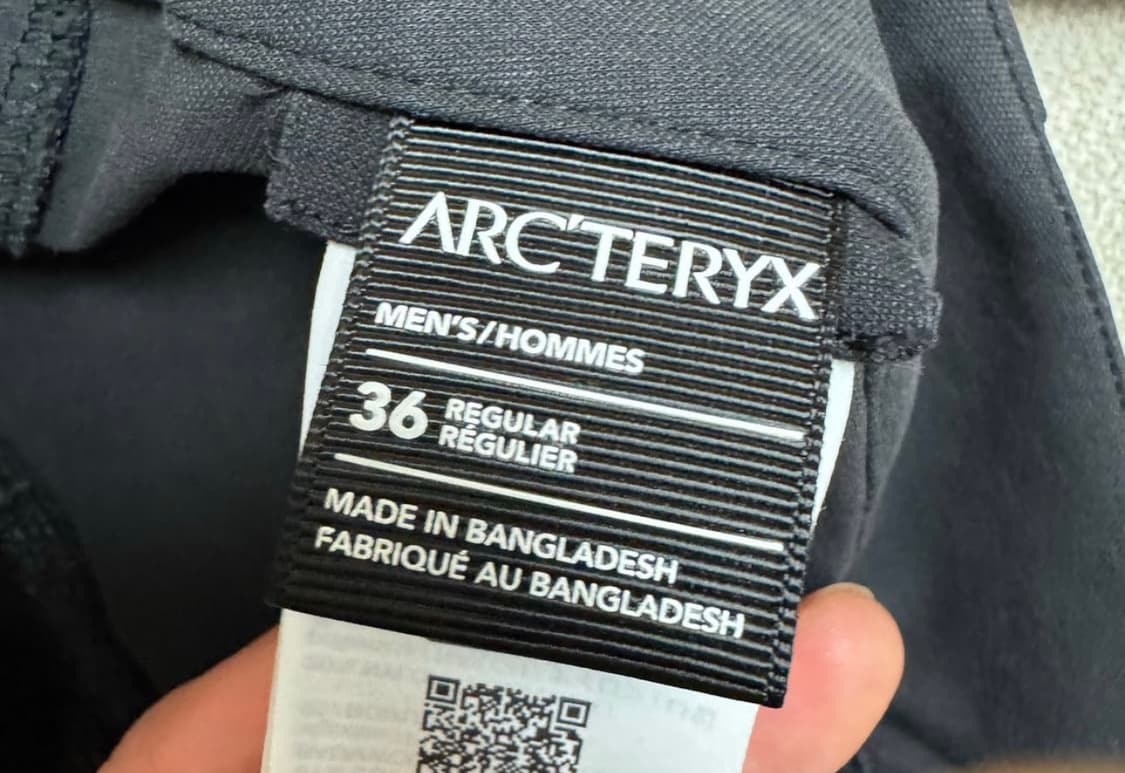 ARC'TERYX
MEN'S/HOMMES
36 REGULAR
RÉGULIER
MADE IN BANGLADESH
FABRIQUÉ AU BANGLADESH